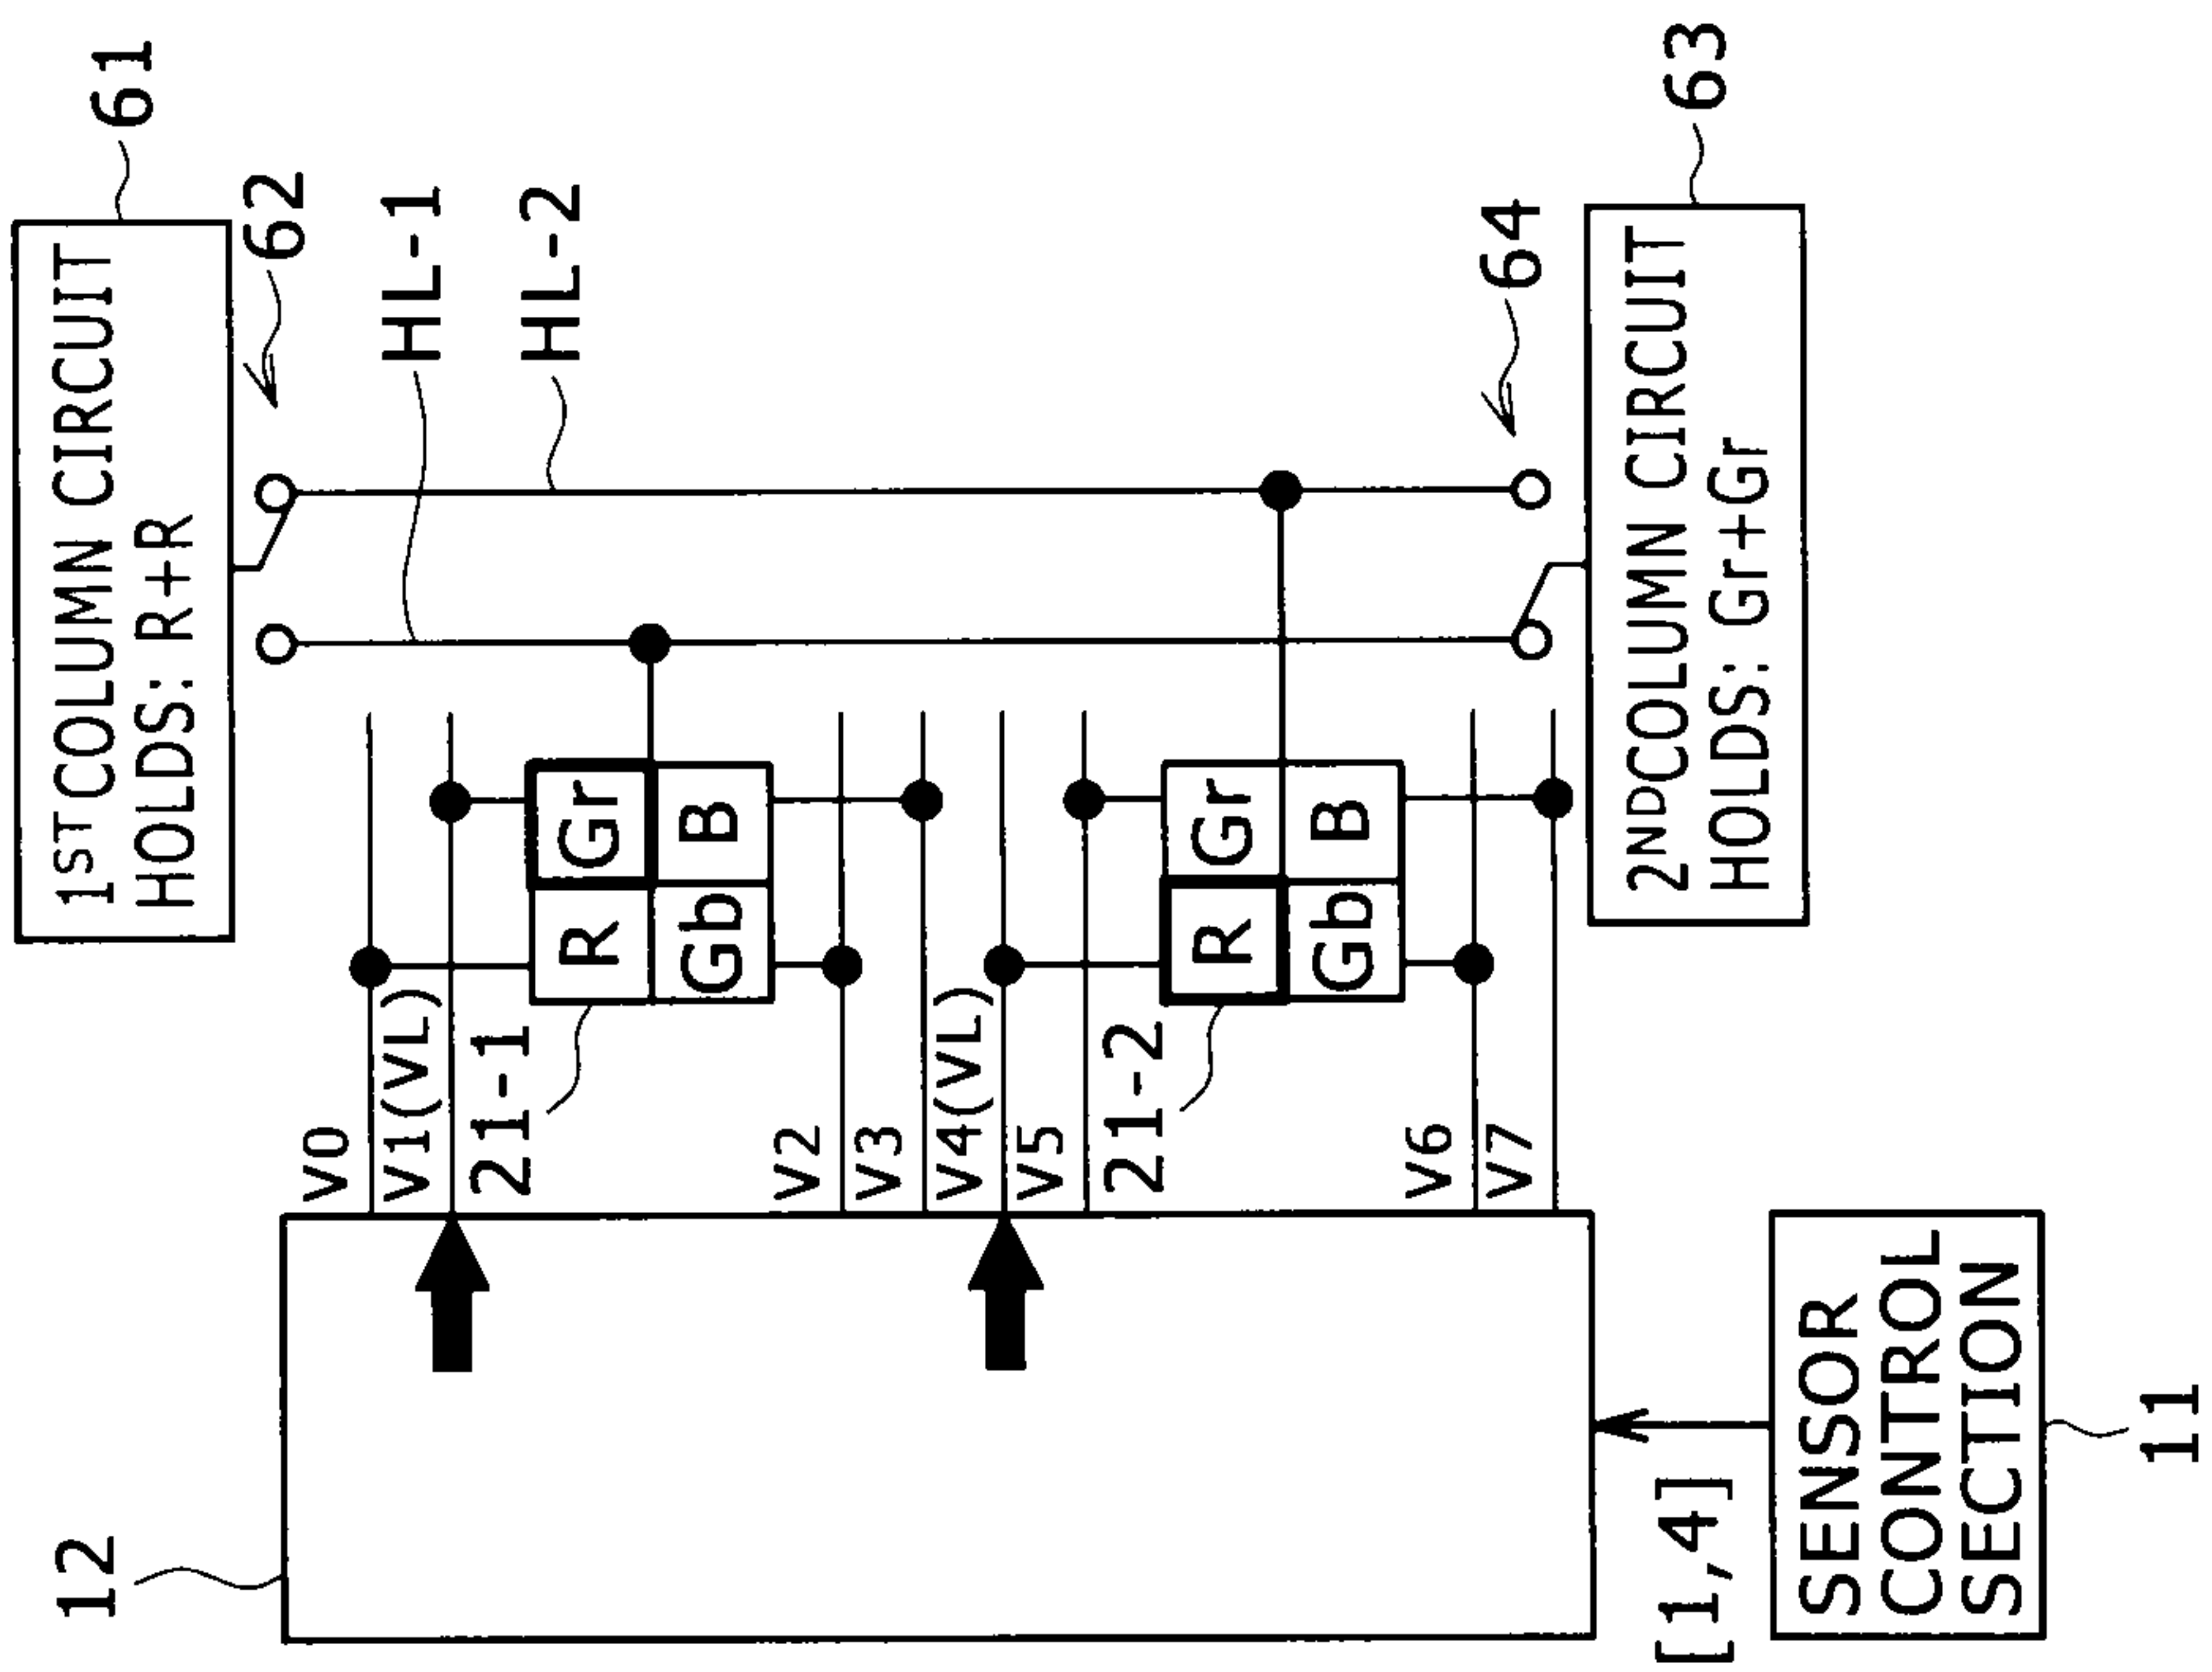 1ST COLUMN CIRCUIT
HOLDS: R+R
61
62
HL-1
HL-2
12
V0
V1(VL)
21-1
R
Gr
Gb
B
V2
V3
V4(VL)
V5
21-2
R
Gr
Gb
B
V6
V7
64
2ND COLUMN CIRCUIT
HOLDS: Gr+Gr
63
[1,4]
SENSOR
CONTROL
SECTION
11